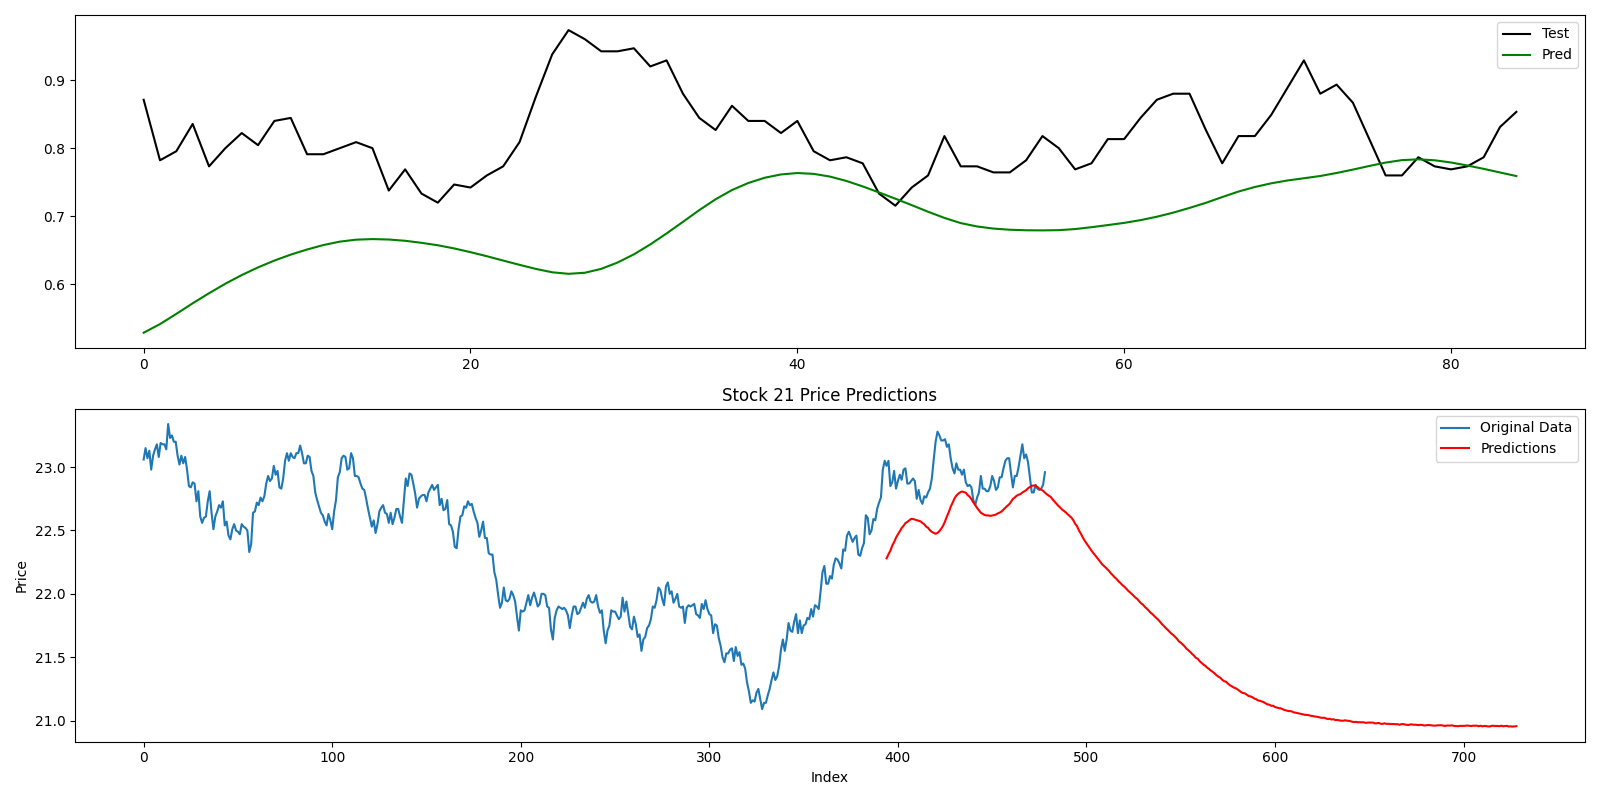 Test
Pred
0.9
0.8
0.7
0.6
0 20 40 60 80
Stock 21 Price Predictions
Original Data
Predictions
Price
23.0
22.5
22.0
21.5
21.0
0 100 200 300 400 500 600 700
Index